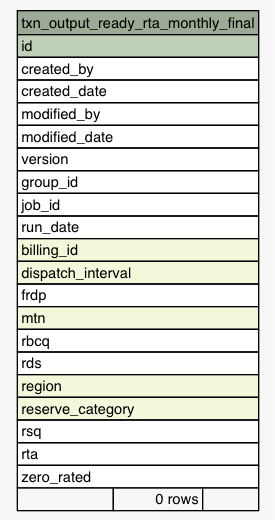 txn_output_ready_rta_monthly_final
id
created_by
created_date
modified_by
modified_date
version
group_id
job_id
run_date
billing_id
dispatch_interval
frdp
mtn
rbcq
rds
region
reserve_category
rsq
rta
zero_rated
0 rows